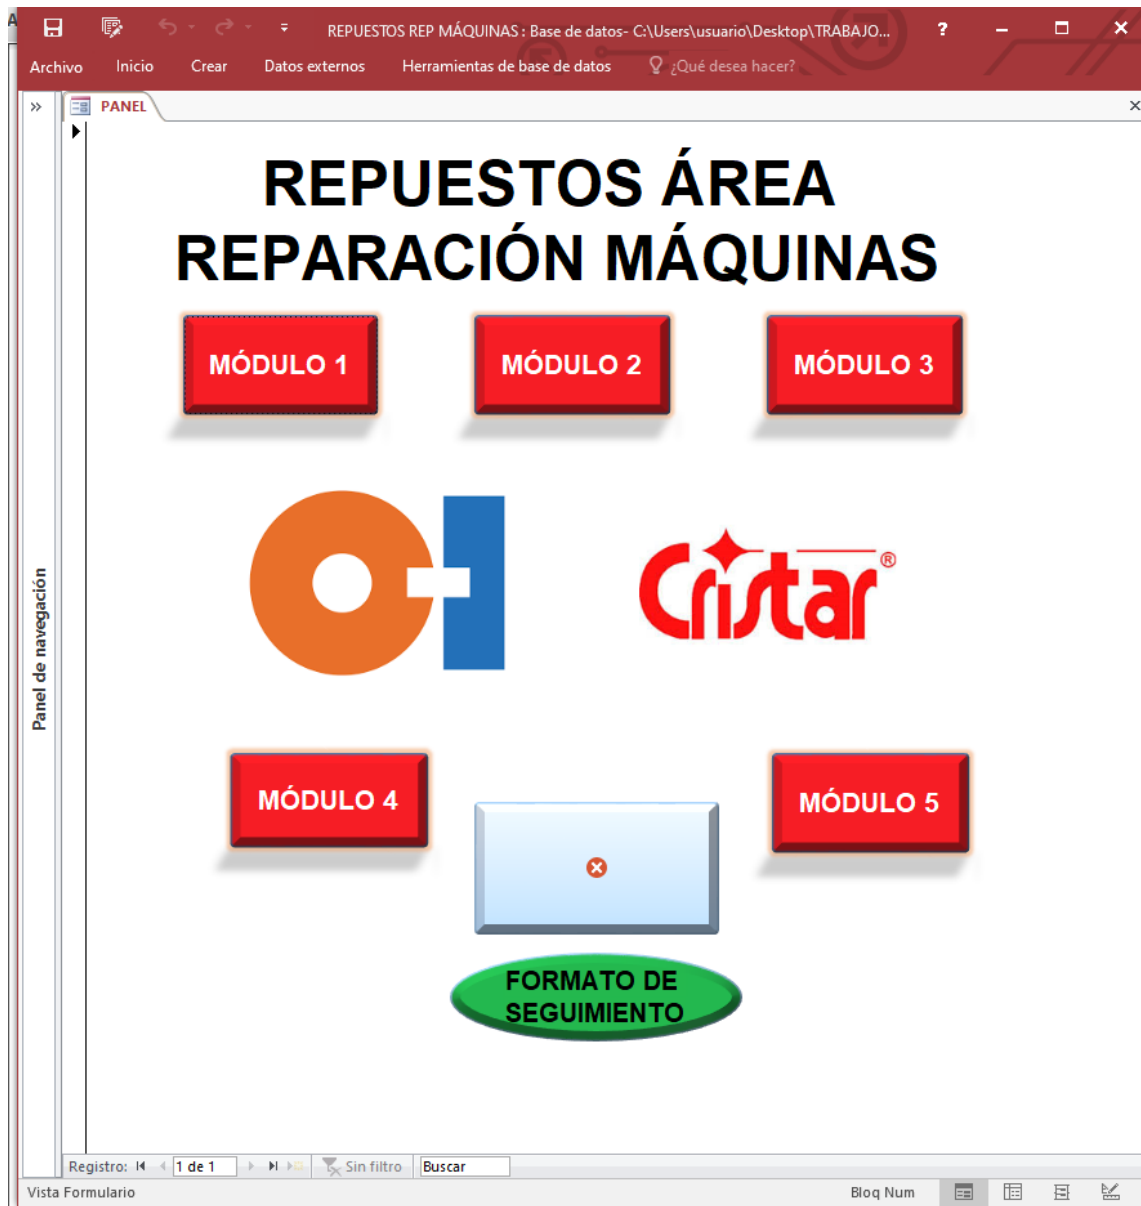 REPUESTOS REP MÁQUINAS : Base de datos- C:\Users\usuario\Desktop\TRABAJO...
?
Archivo Inicio Crear Datos externos Herramientas de base de datos ¿Qué desea hacer?
» PANEL
REPUESTOS ÁREA
REPARACIÓN MÁQUINAS
MÓDULO 1 MÓDULO 2 MÓDULO 3
Cristar®
Panel de navegación
MÓDULO 4 MÓDULO 5
FORMATO DE
SEGUIMIENTO
Registro: 1 de 1 Sin filtro Buscar
Vista Formulario Bloq Num